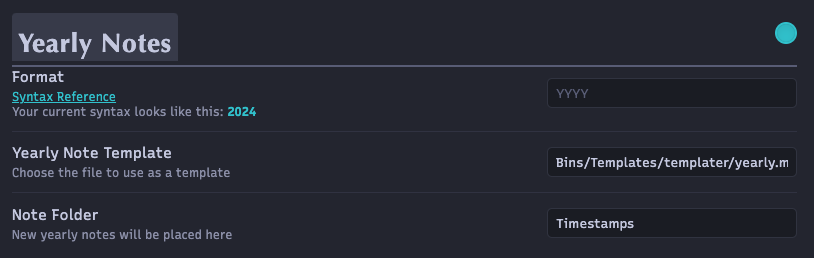 Yearly Notes
Format
Syntax Reference
Your current syntax looks like this: 2024
YYYY
Yearly Note Template
Choose the file to use as a template
Bins/Templates/templater/yearly.m
Note Folder
New yearly notes will be placed here
Timestamps